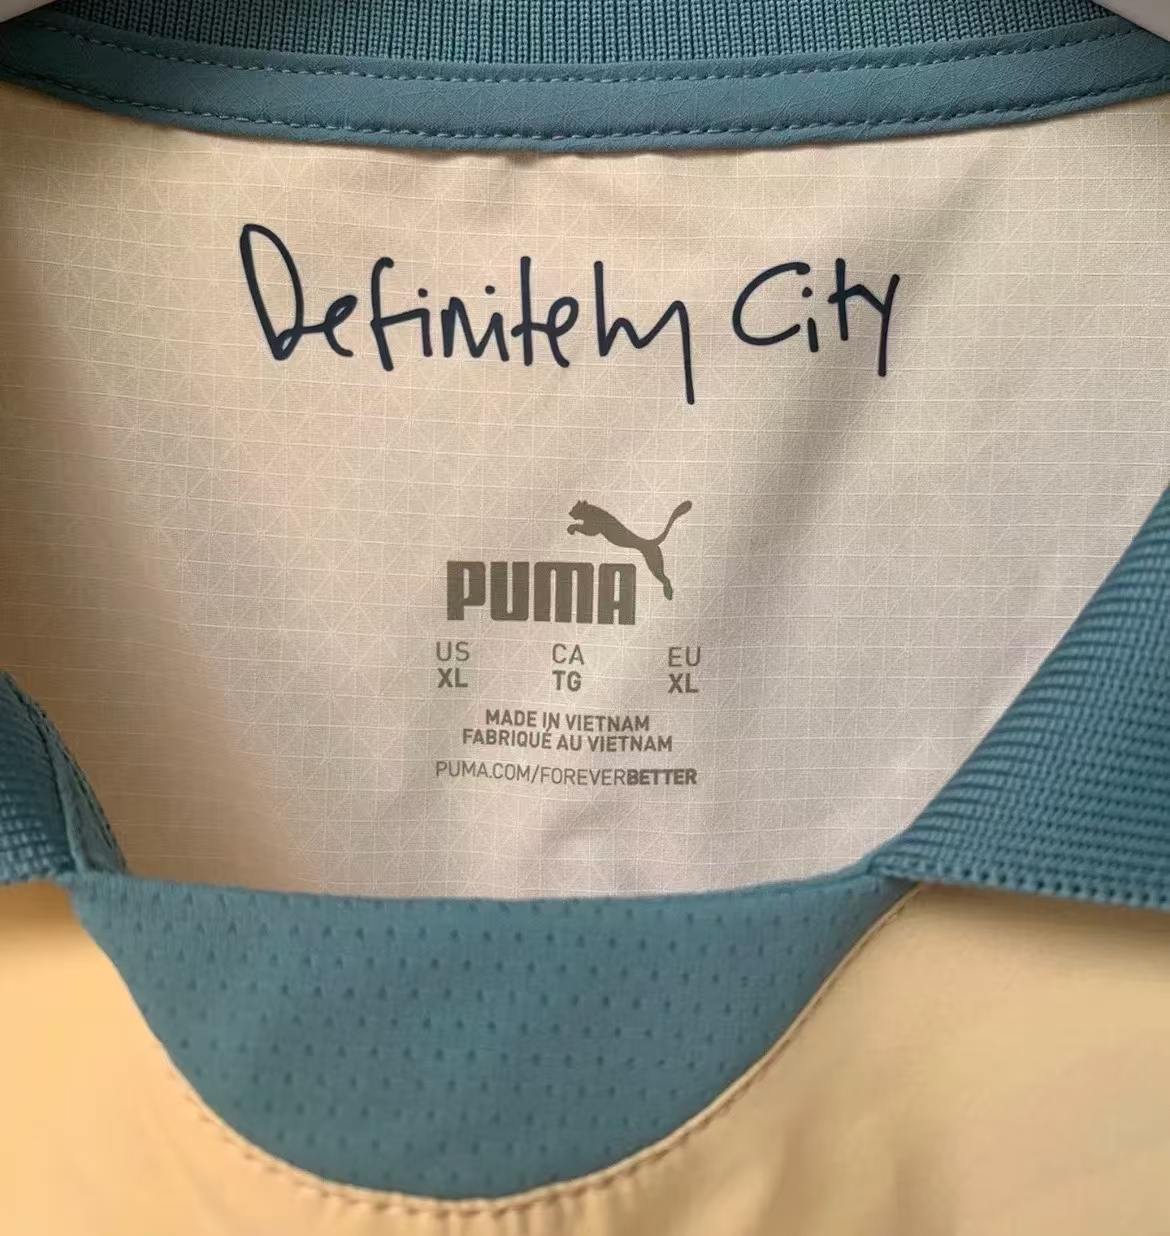 Definitely City
PUMA
US CA EU
XL TG XL
MADE IN VIETNAM
FABRIQUÉ AU VIETNAM
PUMA.COM/FOREVERBETTER